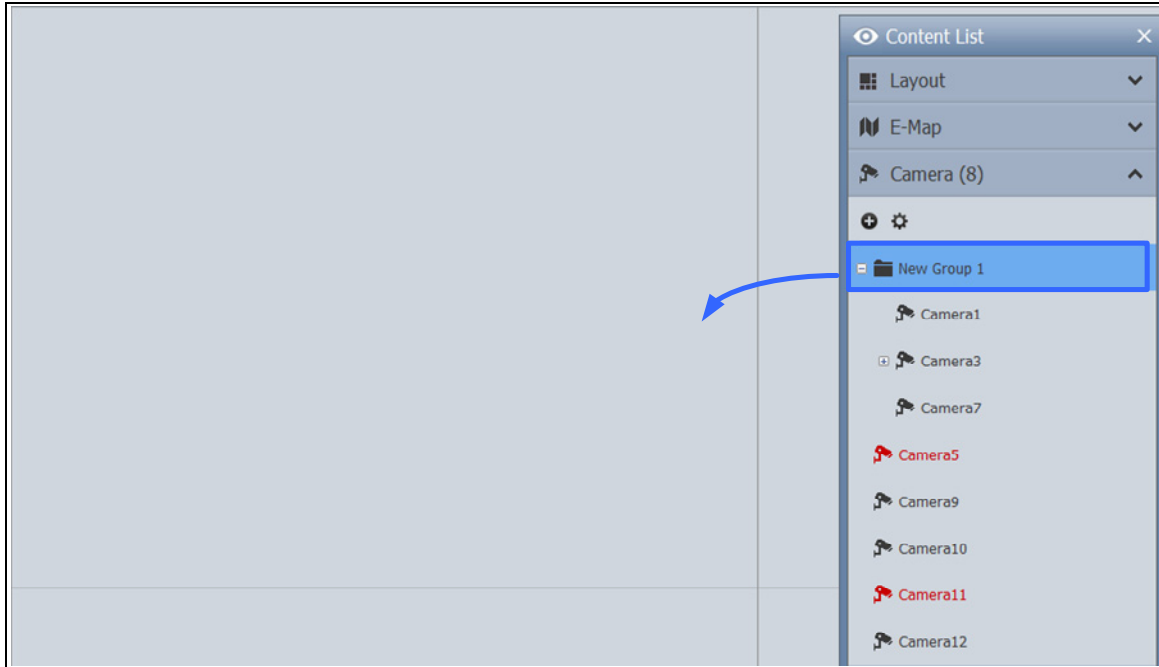 Content List
Layout
E-Map
Camera (8)
New Group 1
Camera1
Camera3
Camera7
Camera5
Camera9
Camera10
Camera11
Camera12